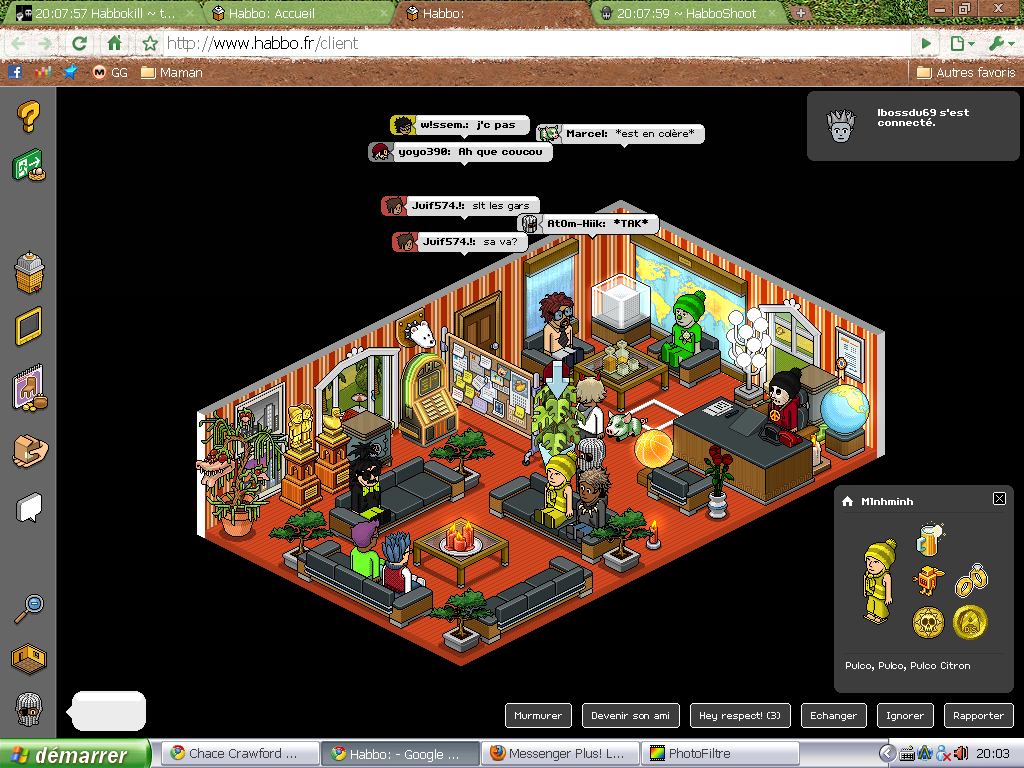 20:07:57 Habbokill ~ t...
Habbo: Accueil
Habbo:
20:07:59 ~ HabboShoot
http://www.habbo.fr/client
GG
Maman
Autres favoris
Ibossdu69 s'est
connecté.
w!ssem.: j'c pas
Marcel: *est en colère*
yoyo390: Ah que coucou
Juif574.!: slt les gars
At0m-Hiik: *TAK*
Juif574.!: sa va?
M!nhminh
Pulco, Pulco, Pulco Citron
Murmurer
Devenir son ami
Hey respect! (3)
Echanger
Ignorer
Rapporter
démarrer
Chace Crawford ...
Habbo: - Google ...
Messenger Plus! L...
PhotoFiltre
20:03